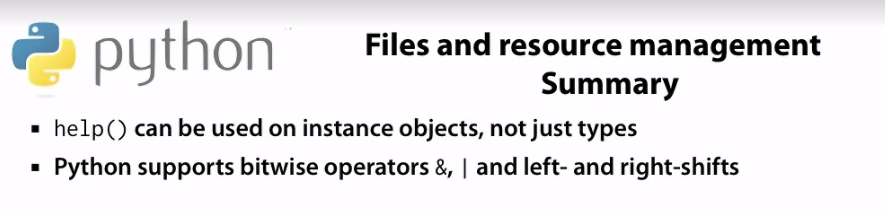 python
Files and resource management
Summary
▪ help() can be used on instance objects, not just types
▪ Python supports bitwise operators &, | and left- and right-shifts